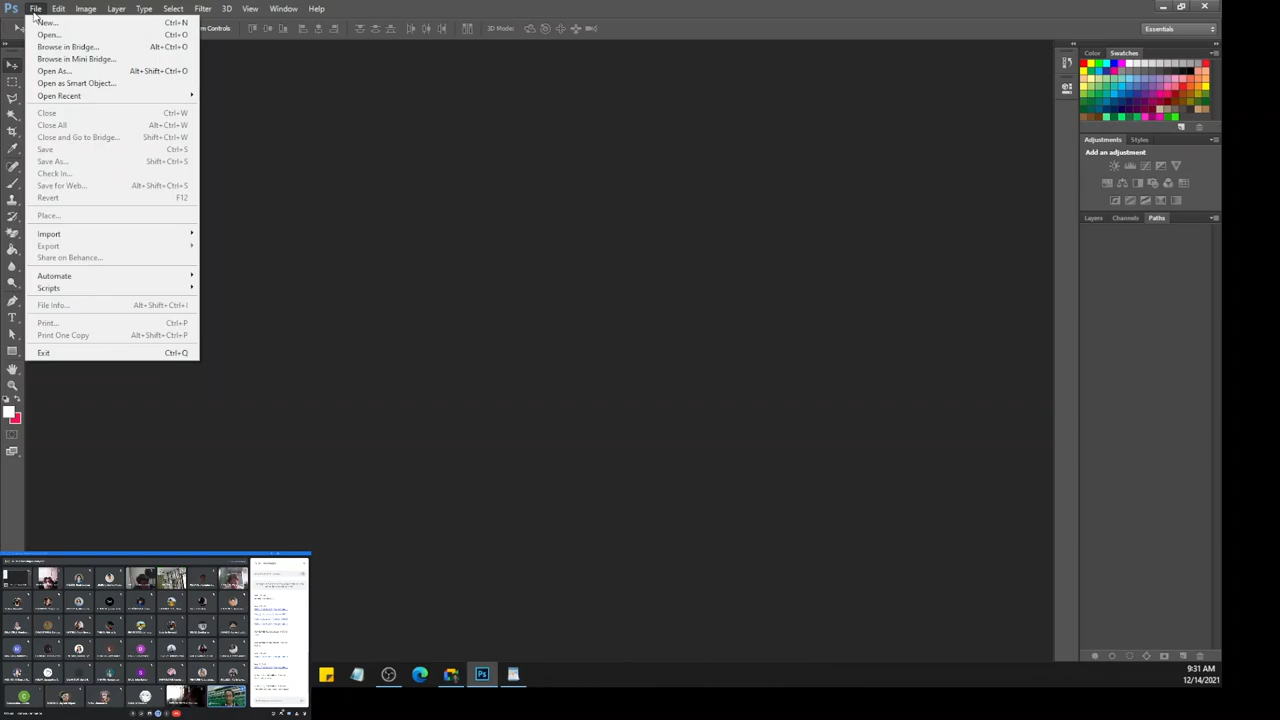 Ps File Edit Image Layer Type Select Filter 3D View Window Help
Controls 3D Mode: Essentials
New... Ctrl+N
Open... Ctrl+O
Browse in Bridge... Alt+Ctrl+O
Browse in Mini Bridge...
Open As... Alt+Shift+Ctrl+O
Open as Smart Object...
Open Recent
Close Ctrl+W
Close All Alt+Ctrl+W
Close and Go to Bridge... Shift+Ctrl+W
Save Ctrl+S
Save As... Shift+Ctrl+S
Check In...
Save for Web... Alt+Shift+Ctrl+S
Revert F12
Place...
Import
Export
Share on Behance...
Automate
Scripts
File Info... Alt+Shift+Ctrl+I
Print... Ctrl+P
Print One Copy Alt+Shift+Ctrl+P
Exit Ctrl+Q
Color Swatches
Adjustments Styles
Add an adjustment
Layers Channels Paths
Ps
9:31 AM
12/14/2021